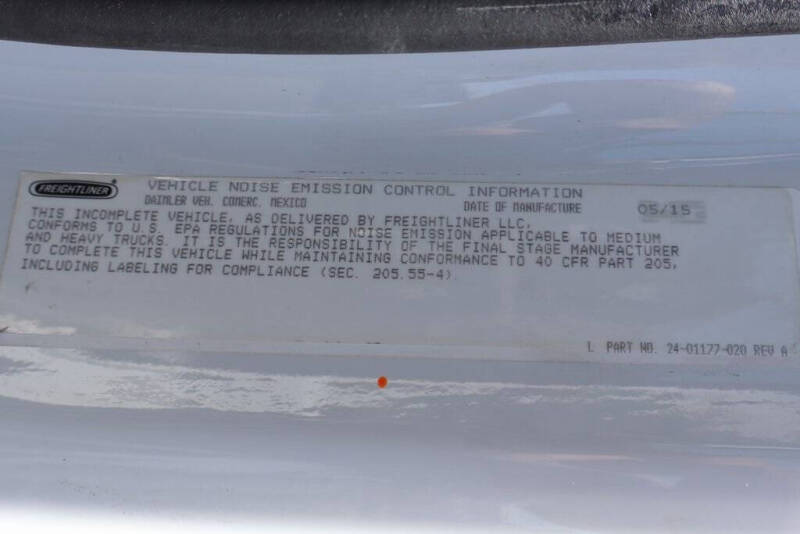 FREIGHTLINER VEHICLE NOISE EMISSION CONTROL INFORMATION
DAIMLER VEH. COMERC. MEXICO DATE OF MANUFACTURE 05/15
THIS INCOMPLETE VEHICLE, AS DELIVERED BY FREIGHTLINER LLC,
CONFORMS TO U.S. EPA REGULATIONS FOR NOISE EMISSION APPLICABLE TO MEDIUM
AND HEAVY TRUCKS. IT IS THE RESPONSIBILITY OF THE FINAL STAGE MANUFACTURER
TO COMPLETE THIS VEHICLE WHILE MAINTAINING CONFORMANCE TO 40 CFR PART 205,
INCLUDING LABELING FOR COMPLIANCE (SEC. 205.55-4).
L PART NO. 24-01177-020 REV A